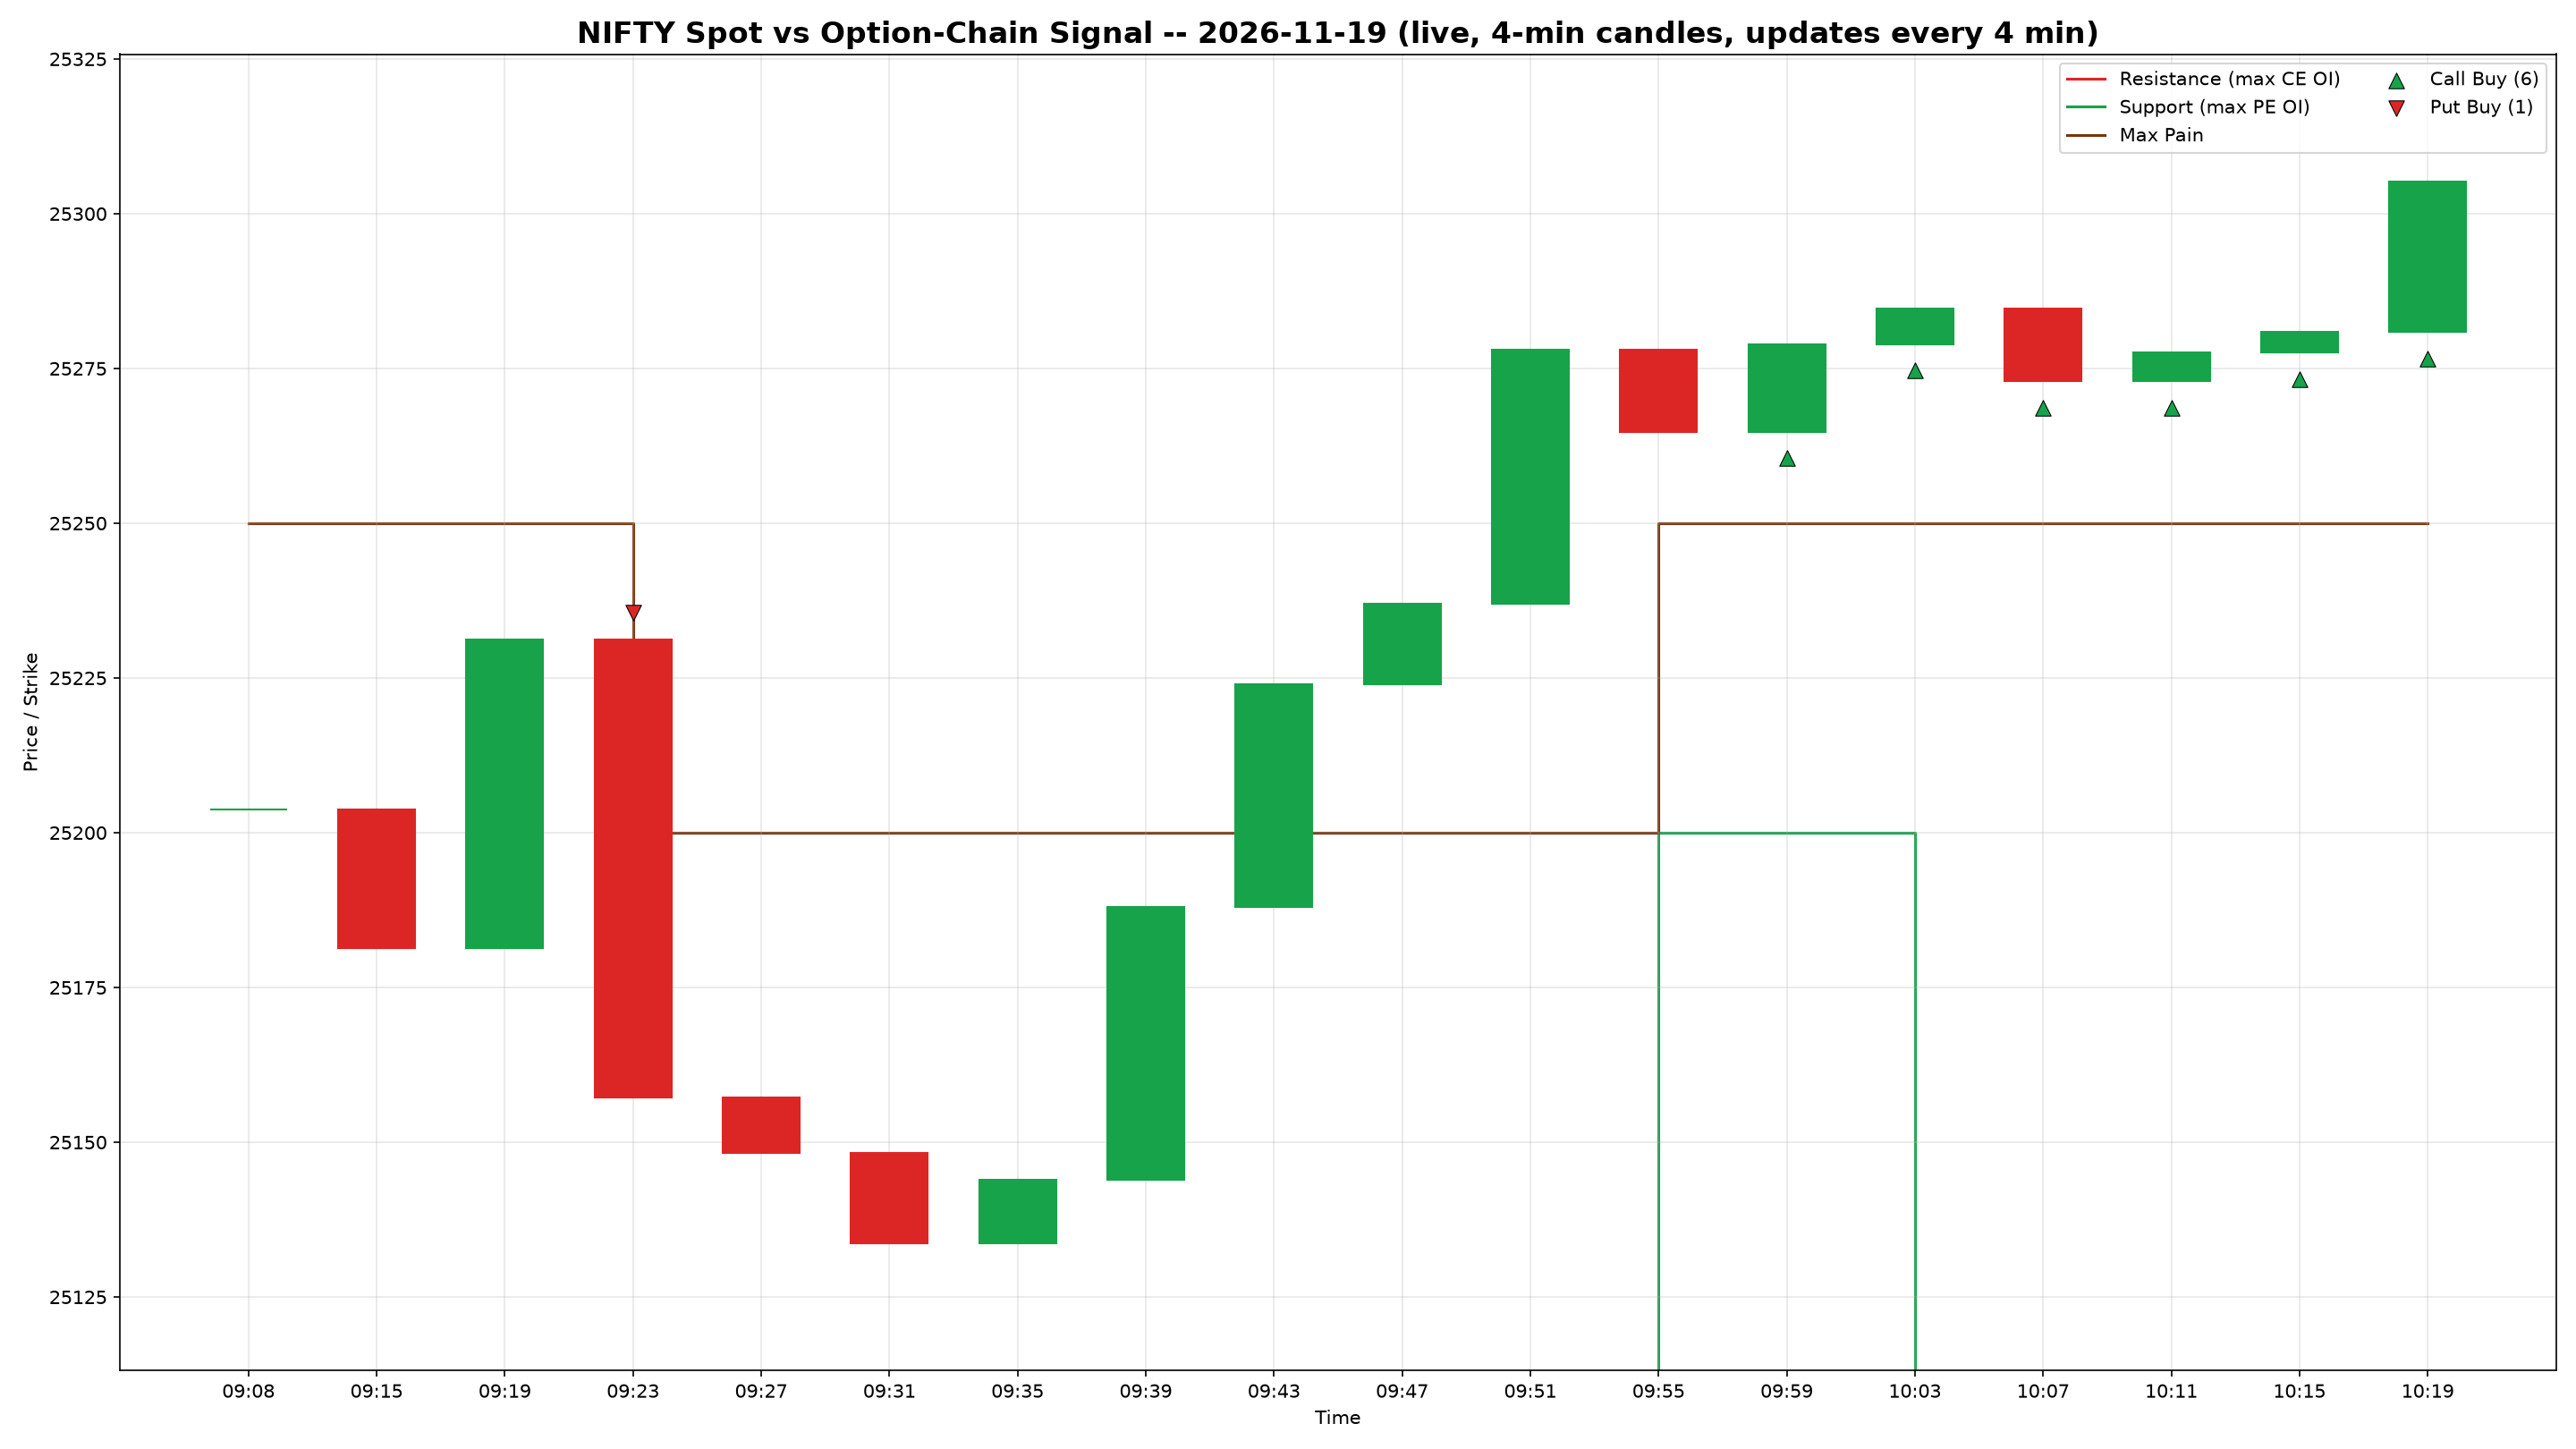 NIFTY Spot vs Option-Chain Signal -- 2026-11-19 (live, 4-min candles, updates every 4 min)
Resistance (max CE OI)
Support (max PE OI)
Max Pain
Call Buy (6)
Put Buy (1)
Price / Strike
25325
25300
25275
25250
25225
25200
25175
25150
25125
09:08 09:15 09:19 09:23 09:27 09:31 09:35 09:39 09:43 09:47 09:51 09:55 09:59 10:03 10:07 10:11 10:15 10:19
Time